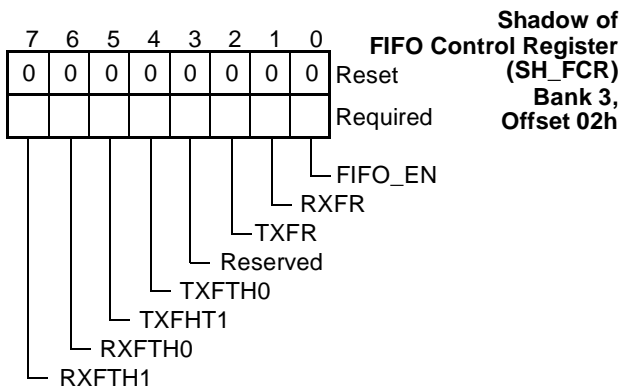 Shadow of
FIFO Control Register
(SH_FCR)
Bank 3,
Offset 02h
7 6 5 4 3 2 1 0
0 0 0 0 0 0 0 0 Reset
Required
FIFO_EN
RXFR
TXFR
Reserved
TXFTH0
TXFHT1
RXFTH0
RXFTH1